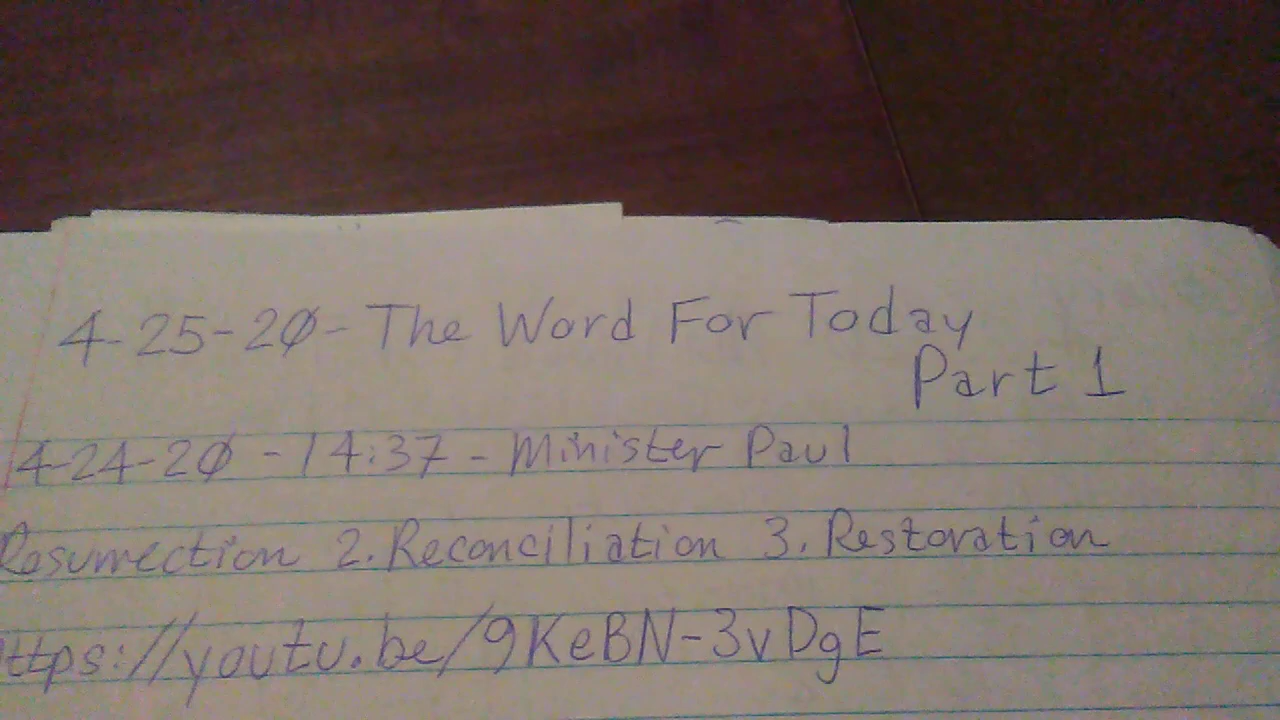 4-25-20-The Word For Today
Part 1
4-24-20 - 14:37 - Minister Paul
Resurrection 2. Reconciliation 3. Restoration
ttps://youtu.be/9KeBN-3vDgE